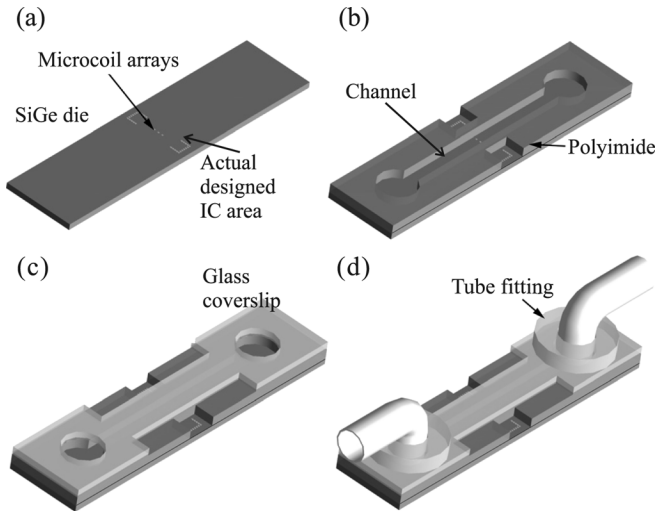 (a)
Microcoil arrays
SiGe die
Actual
designed
IC area
(b)
Channel
Polyimide
(c)
Glass
coverslip
(d)
Tube fitting